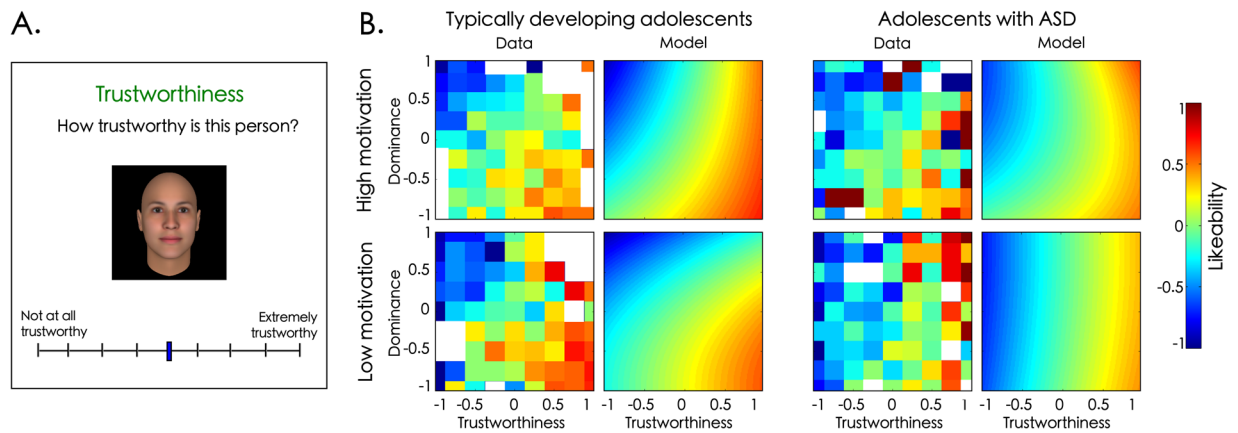 A.
Trustworthiness
How trustworthy is this person?
Not at all
trustworthy
Extremely
trustworthy
B.
Typically developing adolescents
Adolescents with ASD
Data
Model
Data
Model
High motivation
Dominance
1
0.5
0
-0.5
-1
Low motivation
Dominance
1
0.5
0
-0.5
-1
-1 -0.5 0 0.5 1
Trustworthiness
-1 -0.5 0 0.5 1
Trustworthiness
-1 -0.5 0 0.5 1
Trustworthiness
-1 -0.5 0 0.5 1
Trustworthiness
1
0.5
0
-0.5
-1
Likeability